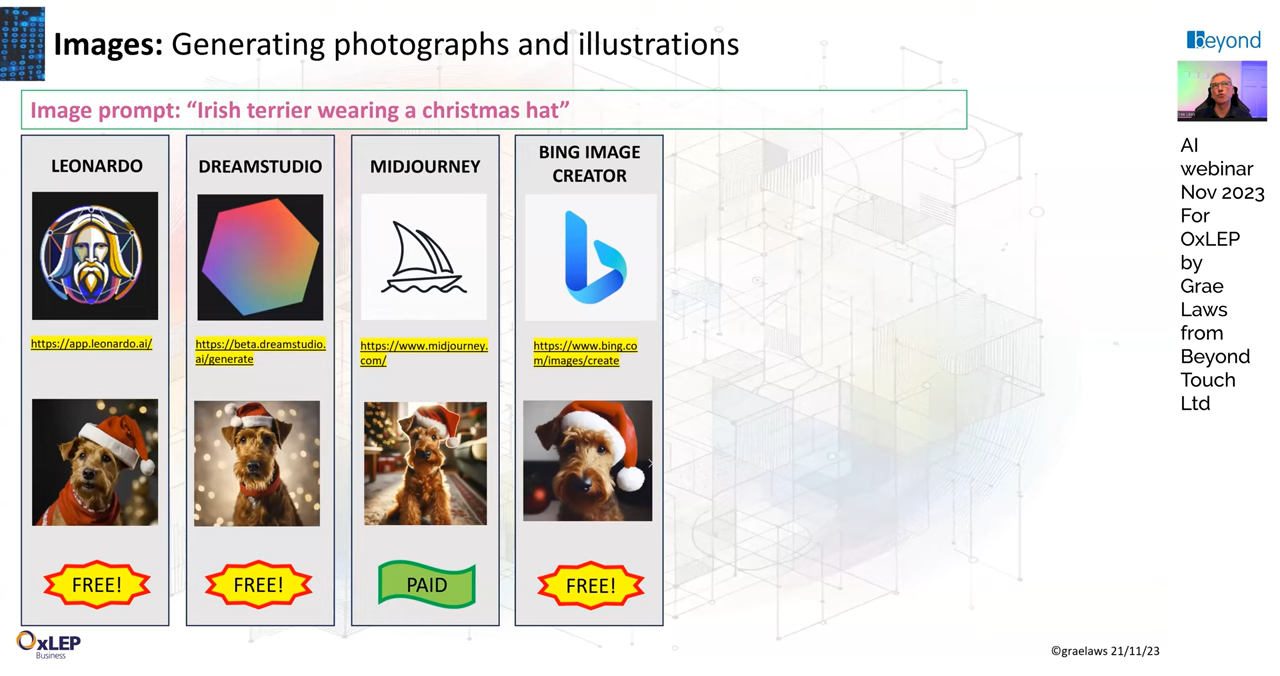 Images: Generating photographs and illustrations
Image prompt: “Irish terrier wearing a christmas hat”
LEONARDO
https://app.leonardo.ai/
FREE!
DREAMSTUDIO
https://beta.dreamstudio.
ai/generate
FREE!
MIDJOURNEY
https://www.midjourney.
com/
PAID
BING IMAGE
CREATOR
https://www.bing.co
m/images/create
FREE!
OxLEP
Business
©graelaws 21/11/23
beyond
AI
webinar
Nov 2023
For
OxLEP
by
Grae
Laws
from
Beyond
Touch
Ltd